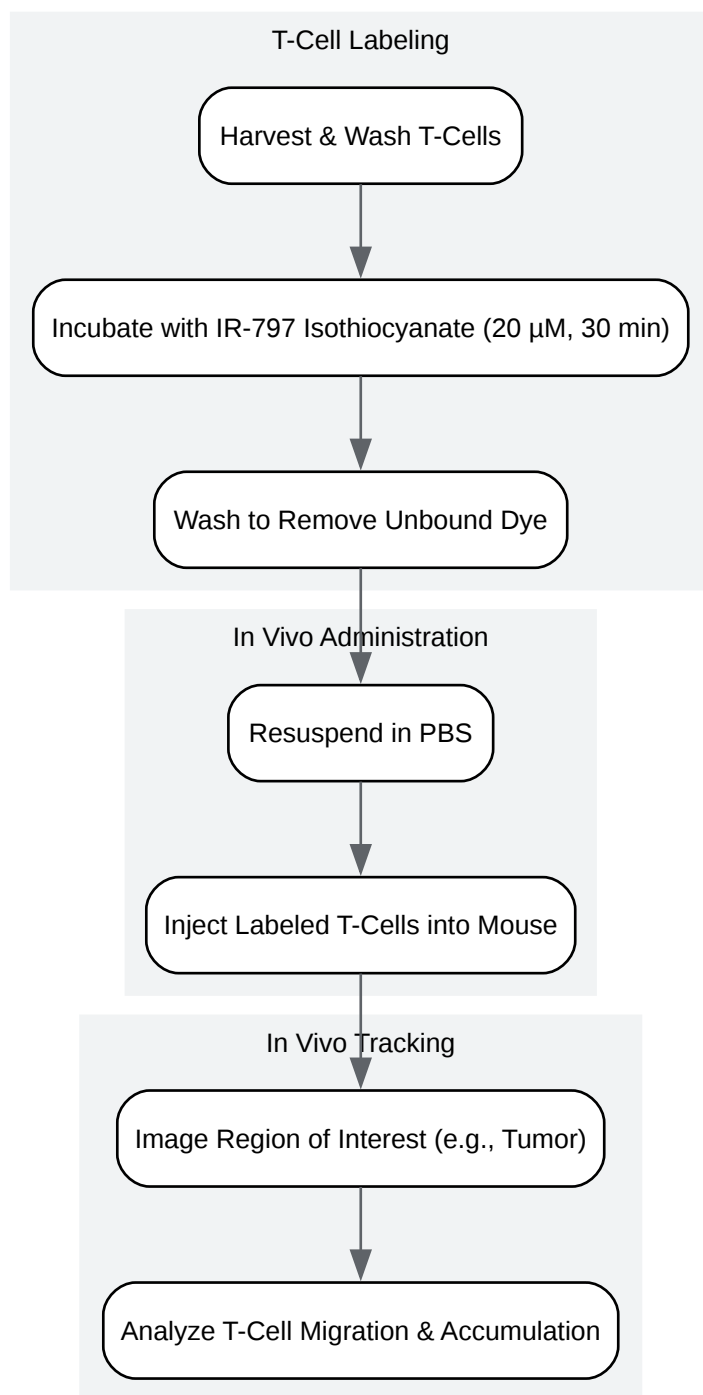 T-Cell Labeling
Harvest & Wash T-Cells
Incubate with IR-797 Isothiocyanate (20 µM, 30 min)
Wash to Remove Unbound Dye
In Vivo Administration
Resuspend in PBS
Inject Labeled T-Cells into Mouse
In Vivo Tracking
Image Region of Interest (e.g., Tumor)
Analyze T-Cell Migration & Accumulation